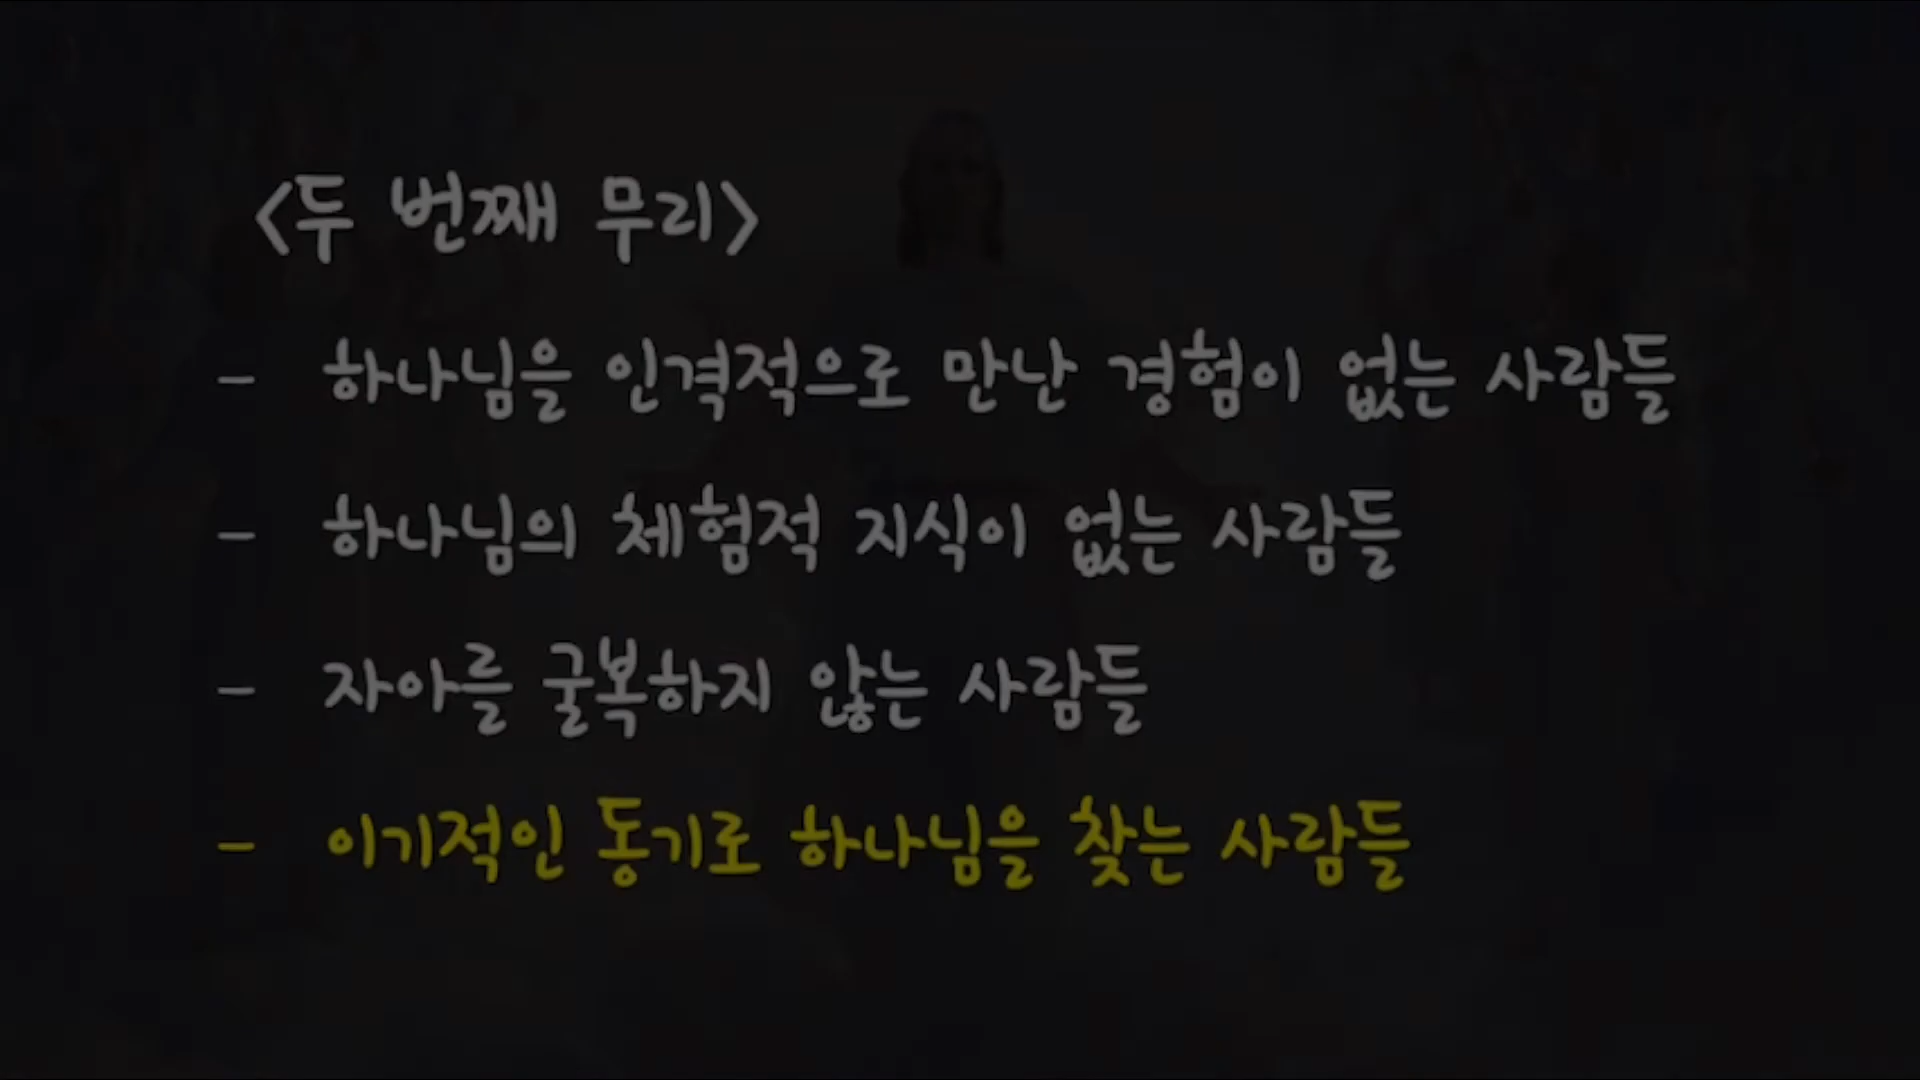 <두 번째 무리>
- 하나님을 인격적으로 만난 경험이 없는 사람들
- 하나님의 체험적 지식이 없는 사람들
- 자아를 굴복하지 않는 사람들
- 이기적인 동기로 하나님을 찾는 사람들